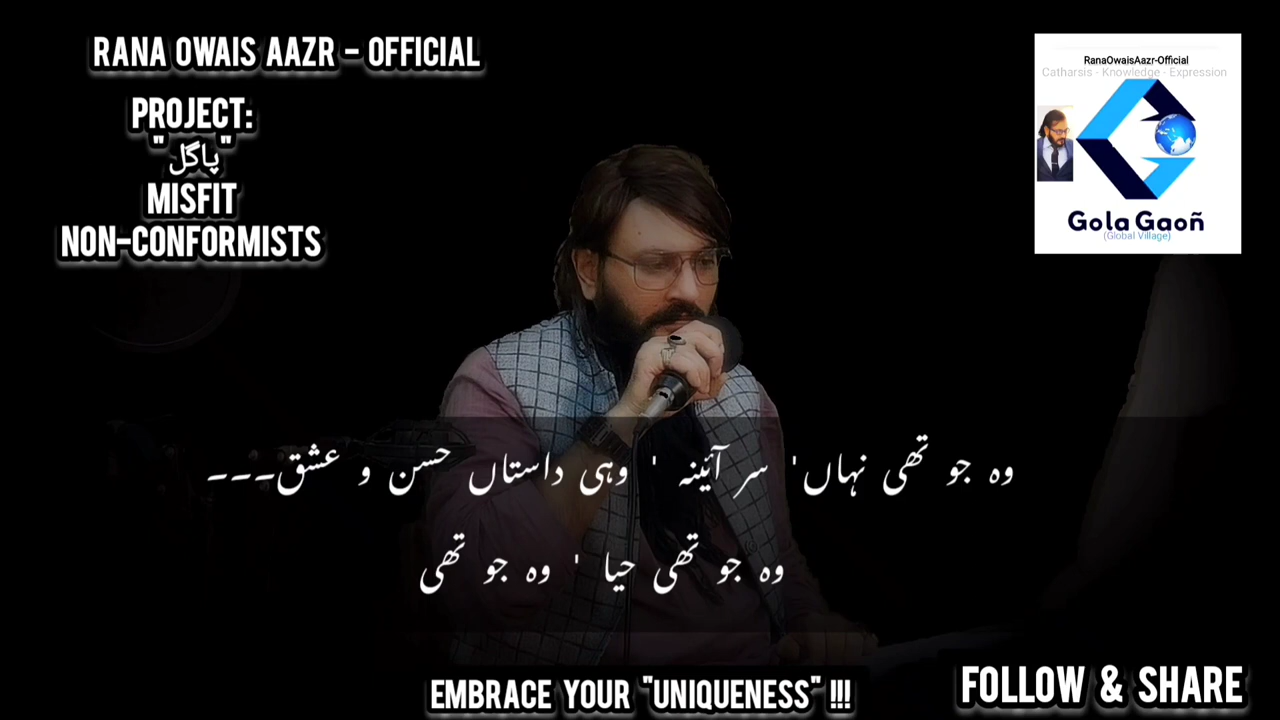 RANA OWAIS AAZR - OFFICIAL
PROJECT:
"پاگل"
MISFIT
NON-CONFORMISTS
RanaOwaisAazr-Official
Catharsis - Knowledge - Expression
Gola Gaoñ
(Global Village)
وہ جو تھی نہاں ' سر آئینہ ' وہی داستاں حسن و عشق۔۔۔
وہ جو تھی حیا ' وہ جو تھی
EMBRACE YOUR "UNIQUENESS" !!!
FOLLOW & SHARE